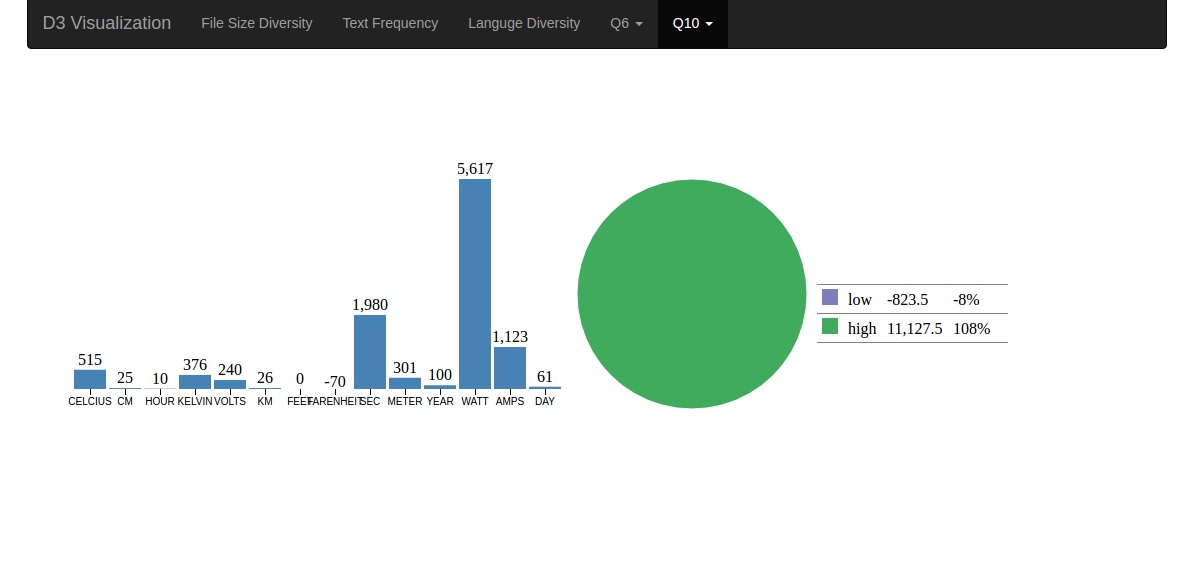 D3 Visualization File Size Diversity Text Frequency Languge Diversity Q6 Q10
5,617
1,980
1,123
515 25 10 376 240 26 0 -70 301 100 61
CELCIUS CM HOUR KELVIN VOLTS KM FEET FARENHEIT SEC METER YEAR WATT AMPS DAY
low -823.5 -8%
high 11,127.5 108%